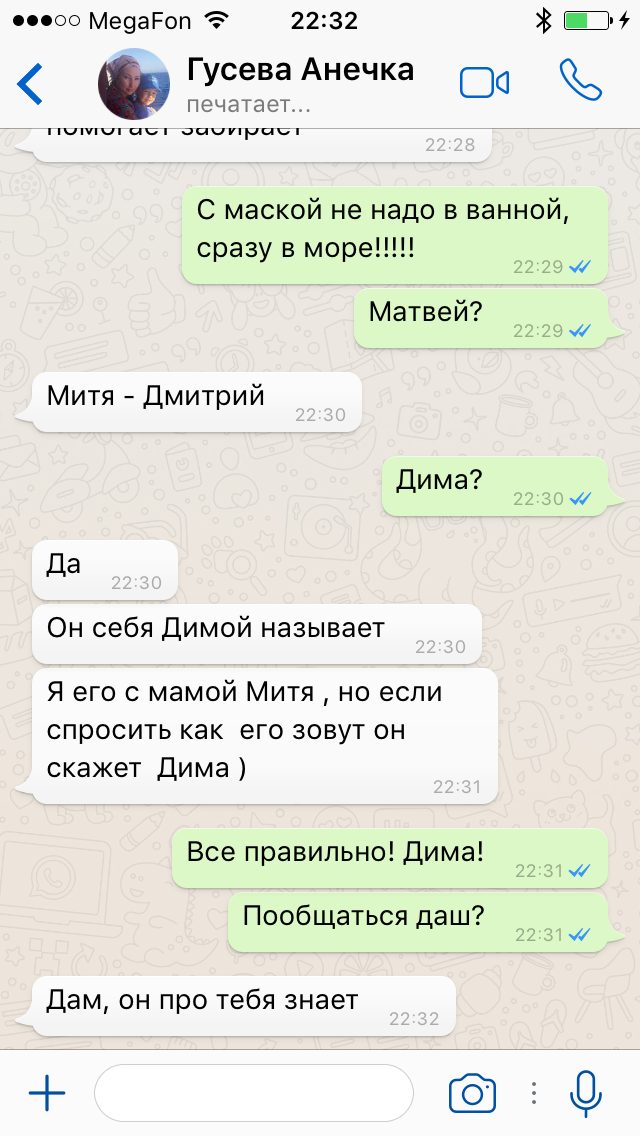 MegaFon 22:32
Гусева Анечка
печатает...
помогает забирает
22:28
С маской не надо в ванной,
сразу в море!!!!!
22:29
Матвей?
22:29
Митя - Дмитрий
22:30
Дима?
22:30
Да
22:30
Он себя Димой называет
22:30
Я его с мамой Митя , но если
спросить как  его зовут он
скажет  Дима )
22:31
Все правильно! Дима!
22:31
Пообщаться даш?
22:31
Дам, он про тебя знает
22:32